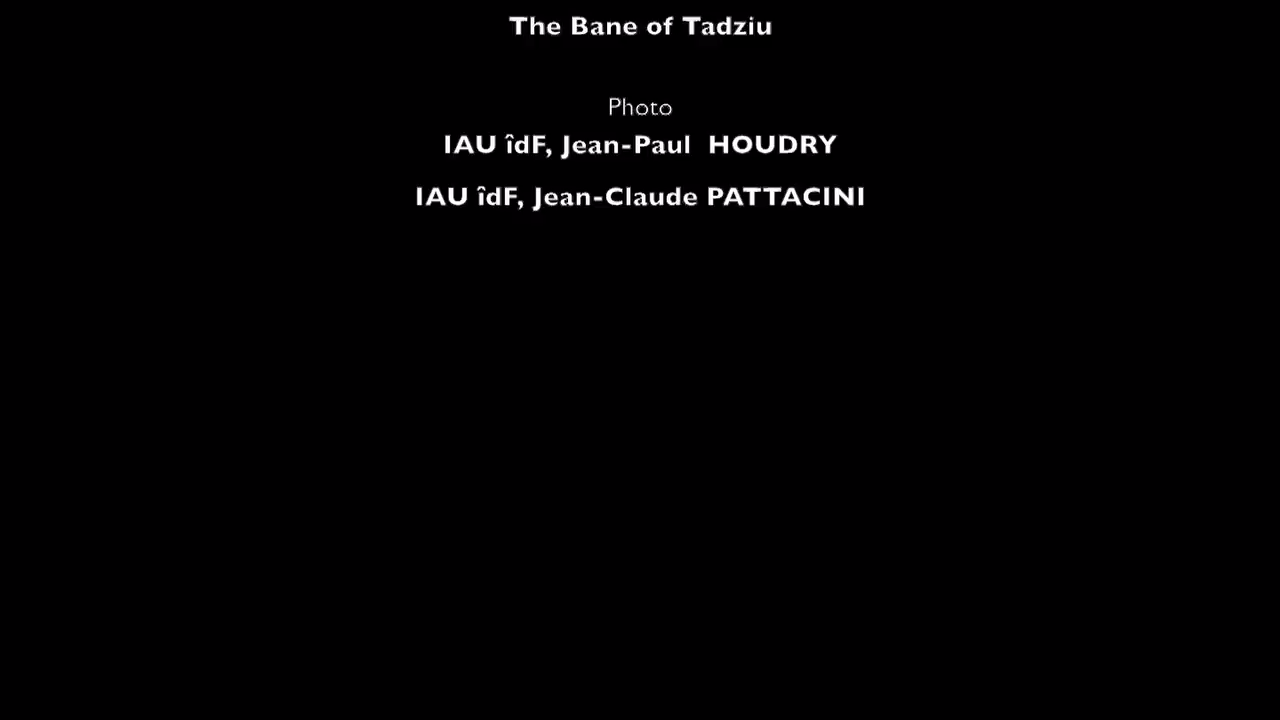 The Bane of Tadziu
Photo
IAU îdF, Jean-Paul  HOUDRY
IAU îdF, Jean-Claude PATTACINI